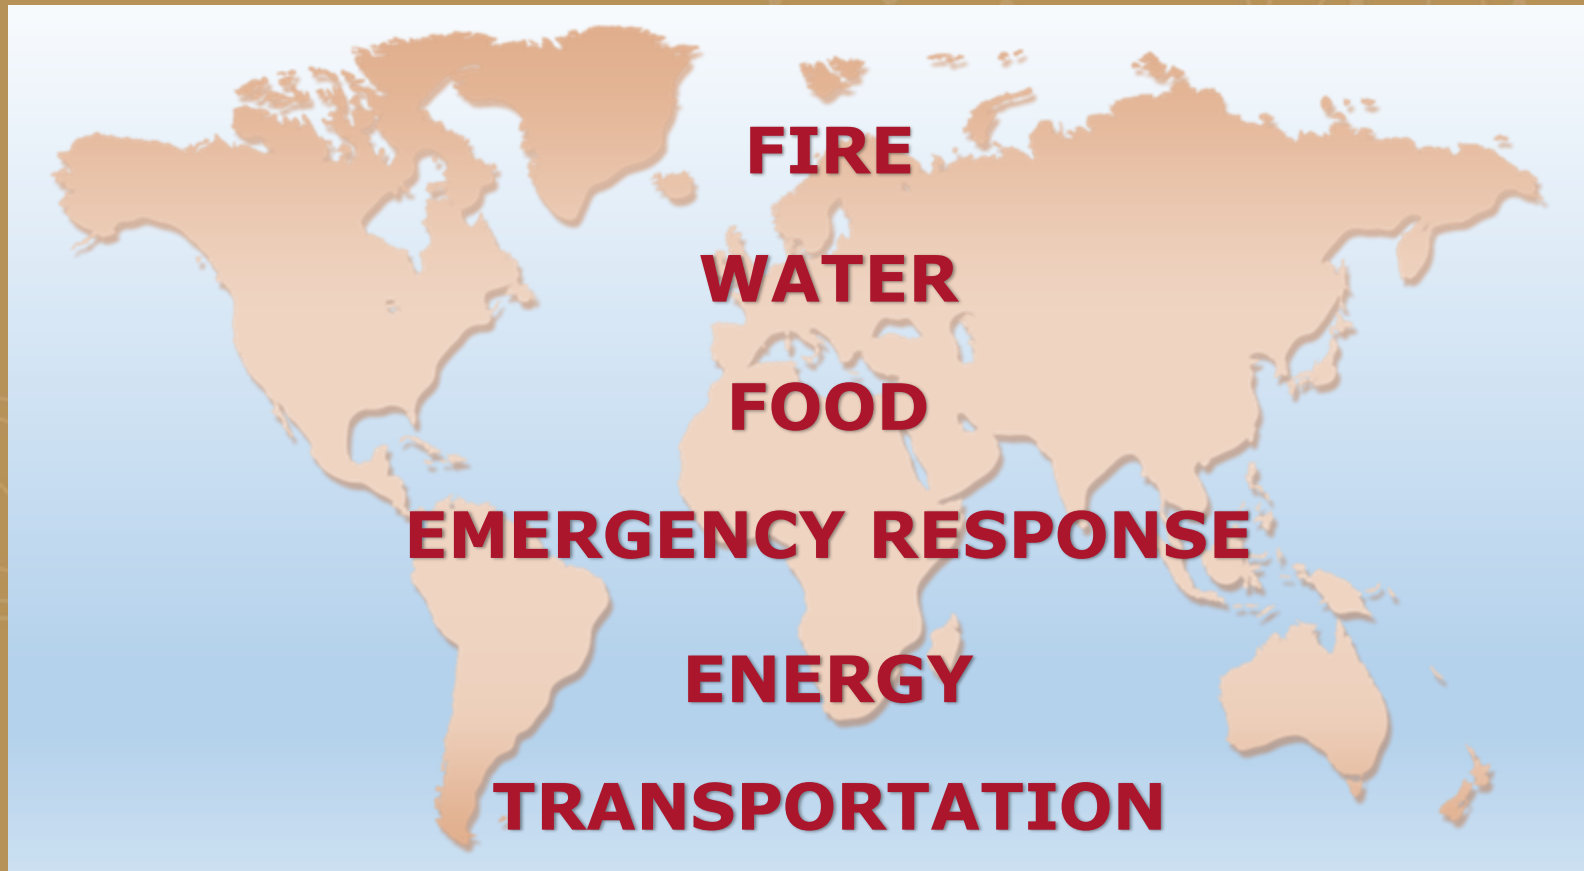 FIRE
WATER
FOOD
EMERGENCY RESPONSE
ENERGY
TRANSPORTATION